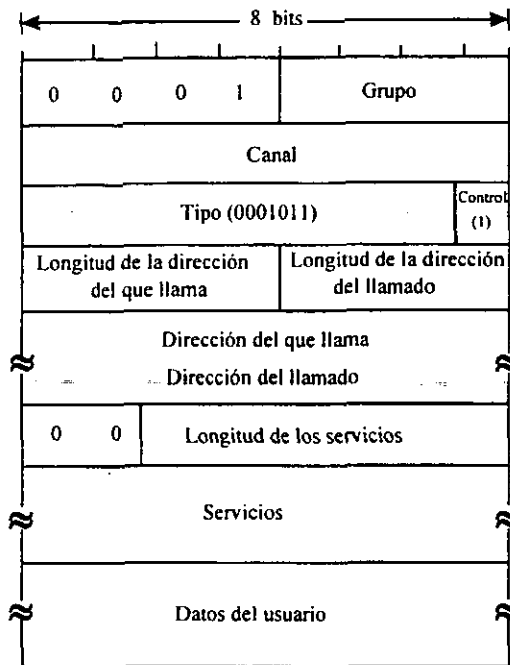 8 bits
0 0 0 1 Grupo
Canal
Tipo (0001011) Control (1)
Longitud de la dirección del que llama
Longitud de la dirección del llamado
Dirección del que llama
Dirección del llamado
0 0 Longitud de los servicios
Servicios
Datos del usuario